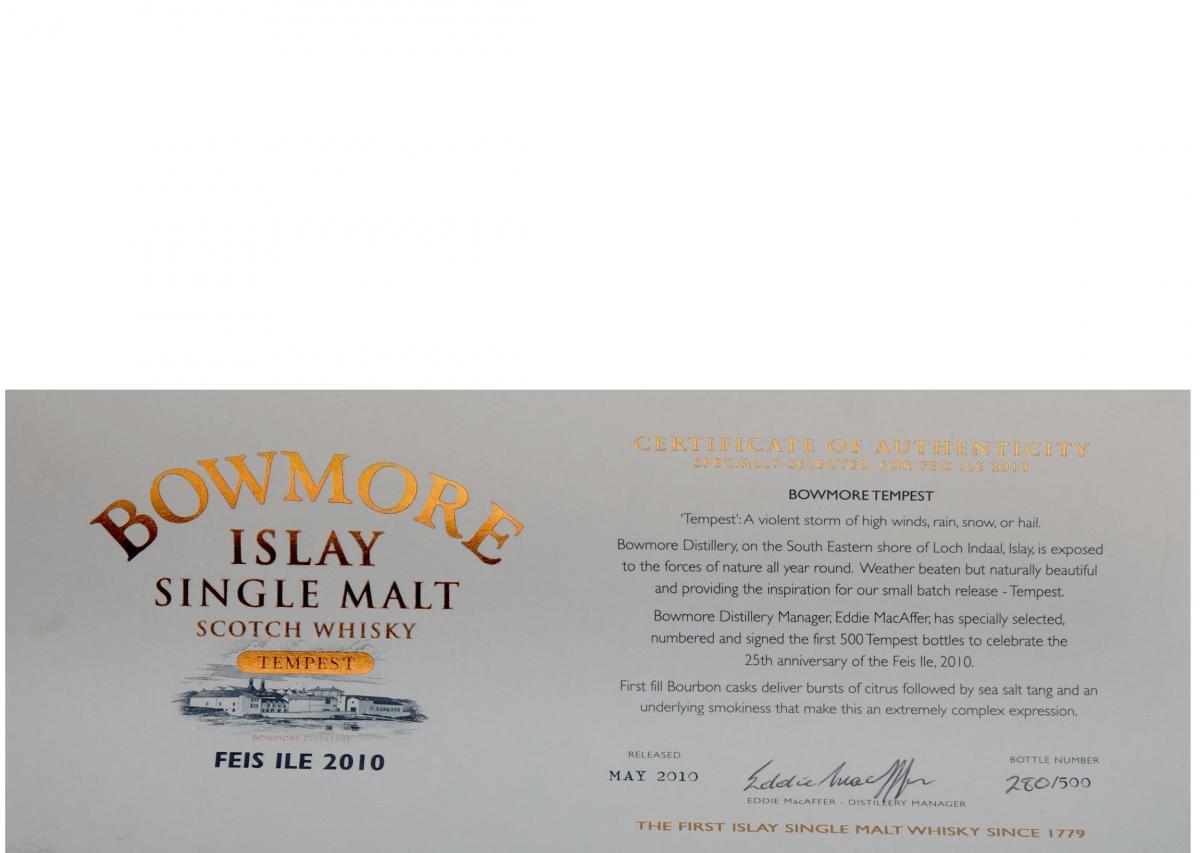 BOWMORE
ISLAY
SINGLE MALT
SCOTCH WHISKY
TEMPEST
BOWMORE DISTILLERY
FEIS ILE 2010
CERTIFICATE OF AUTHENTICITY
SPECIALLY SELECTED FOR FEIS ILE 2010
BOWMORE TEMPEST
'Tempest': A violent storm of high winds, rain, snow, or hail.
Bowmore Distillery, on the South Eastern shore of Loch Indaal, Islay, is exposed
to the forces of nature all year round. Weather beaten but naturally beautiful
and providing the inspiration for our small batch release - Tempest.
Bowmore Distillery Manager, Eddie MacAffer, has specially selected,
numbered and signed the first 500 Tempest bottles to celebrate the
25th anniversary of the Feis Ile, 2010.
First fill Bourbon casks deliver bursts of citrus followed by sea salt tang and an
underlying smokiness that make this an extremely complex expression.
RELEASED
MAY 2010
Eddie MacAffer
EDDIE MacAFFER - DISTILLERY MANAGER
BOTTLE NUMBER
280/500
THE FIRST ISLAY SINGLE MALT WHISKY SINCE 1779